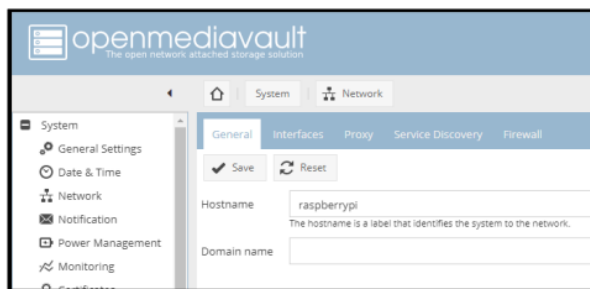 openmediavault
The open network attached storage solution
System
Network
System
General Settings
Date & Time
Network
Notification
Power Management
Monitoring
Certificates
General Interfaces Proxy Service Discovery Firewall
Save Reset
Hostname raspberrypi
The hostname is a label that identifies the system to the network.
Domain name